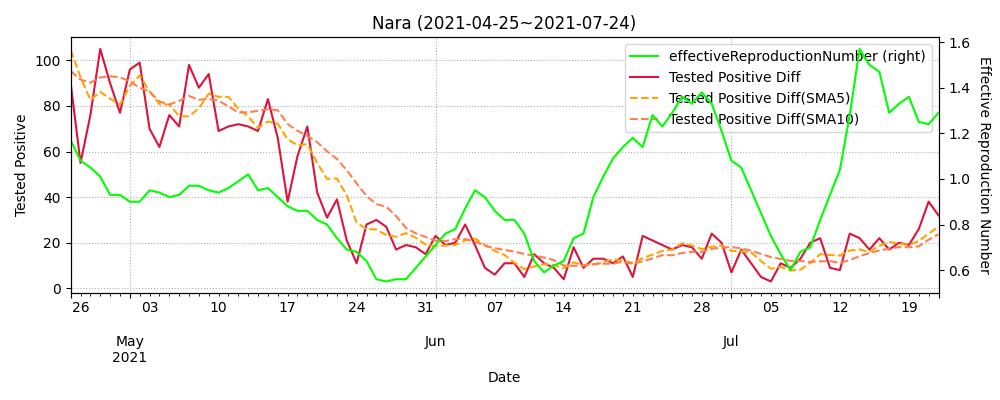 Nara (2021-04-25~2021-07-24)
effectiveReproductionNumber (right)
Tested Positive Diff
Tested Positive Diff(SMA5)
Tested Positive Diff(SMA10)
Tested Positive
100
80
60
40
20
0
1.6
1.4
1.2
1.0
0.8
0.6
Effective Reproduction Number
26 03 10 17 24 31 07 14 21 28 05 12 19
May Jun Jul
2021
Date